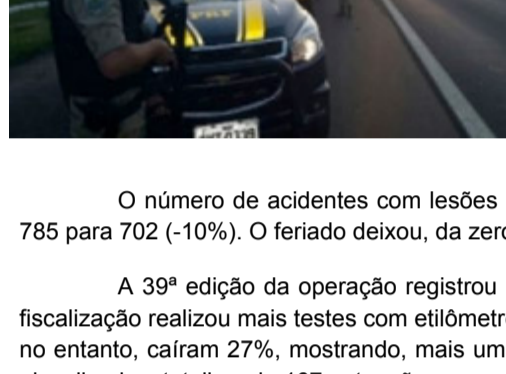 PRF
O número de acidentes com lesões
785 para 702 (-10%). O feriado deixou, da zero
A 39ª edição da operação registrou
fiscalização realizou mais testes com etilômetr
no entanto, caíram 27%, mostrando, mais um